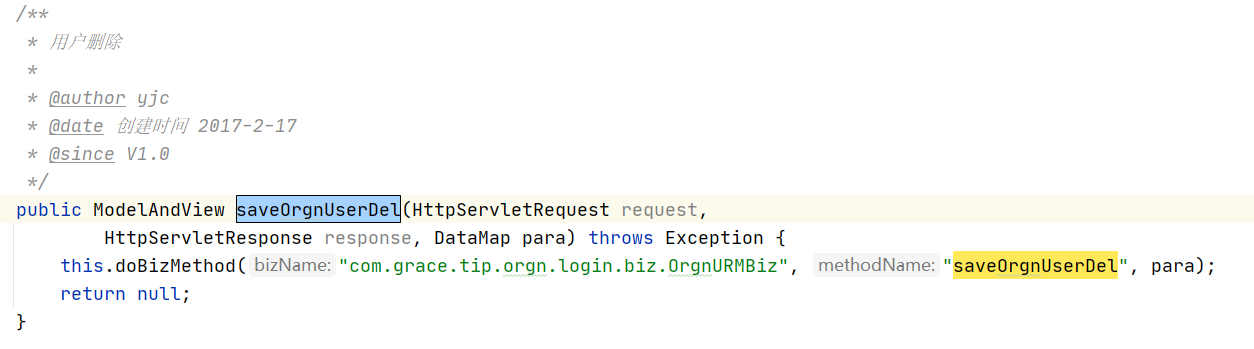 /**
* 用户删除
*
* @author yjc
* @date 创建时间 2017-2-17
* @since V1.0
*/
public ModelAndView saveOrgnUserDel(HttpServletRequest request,
HttpServletResponse response, DataMap para) throws Exception {
this.doBizMethod( bizName: "com.grace.tip.orgn.login.biz.OrgnURMBiz", methodName: "saveOrgnUserDel", para);
return null;
}